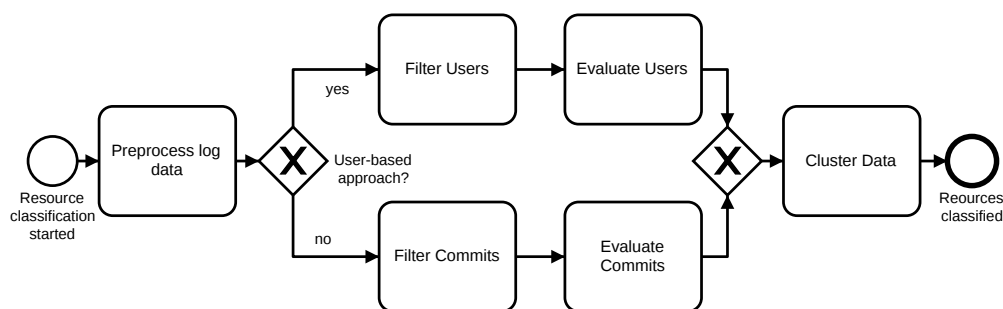 Filter Users
Evaluate Users
yes
Preprocess log
data
User-based
approach?
Cluster Data
Resource
classification
started
Reources
classified
no
Filter Commits
Evaluate
Commits